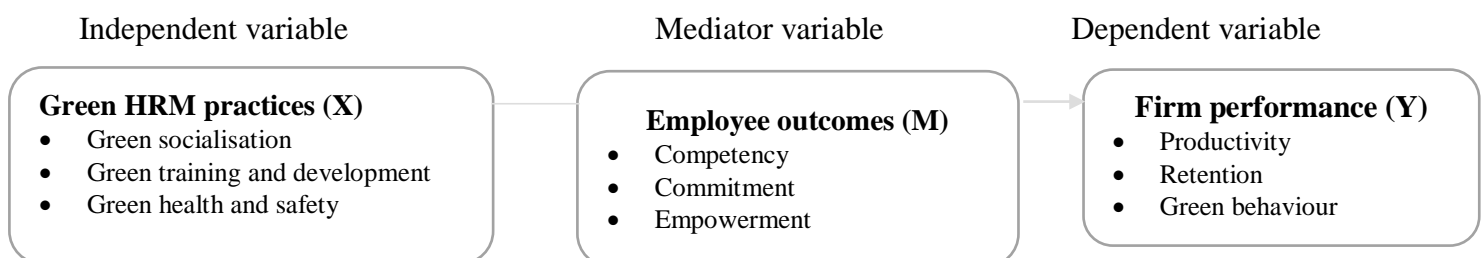 Independent variable
Mediator variable
Dependent variable
Green HRM practices (X)
• Green socialisation
• Green training and development
• Green health and safety
Employee outcomes (M)
• Competency
• Commitment
• Empowerment
Firm performance (Y)
• Productivity
• Retention
• Green behaviour